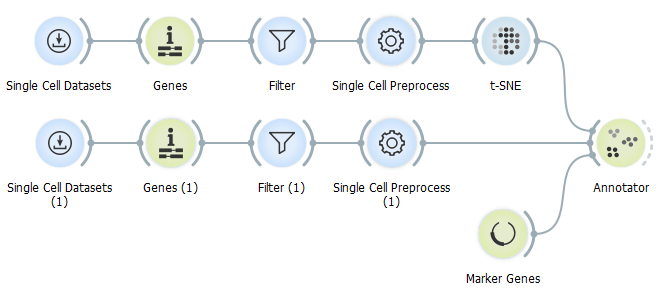 Single Cell Datasets
Genes
Filter
Single Cell Preprocess
t-SNE
Single Cell Datasets
(1)
Genes (1)
Filter (1)
Single Cell Preprocess
(1)
Annotator
Marker Genes